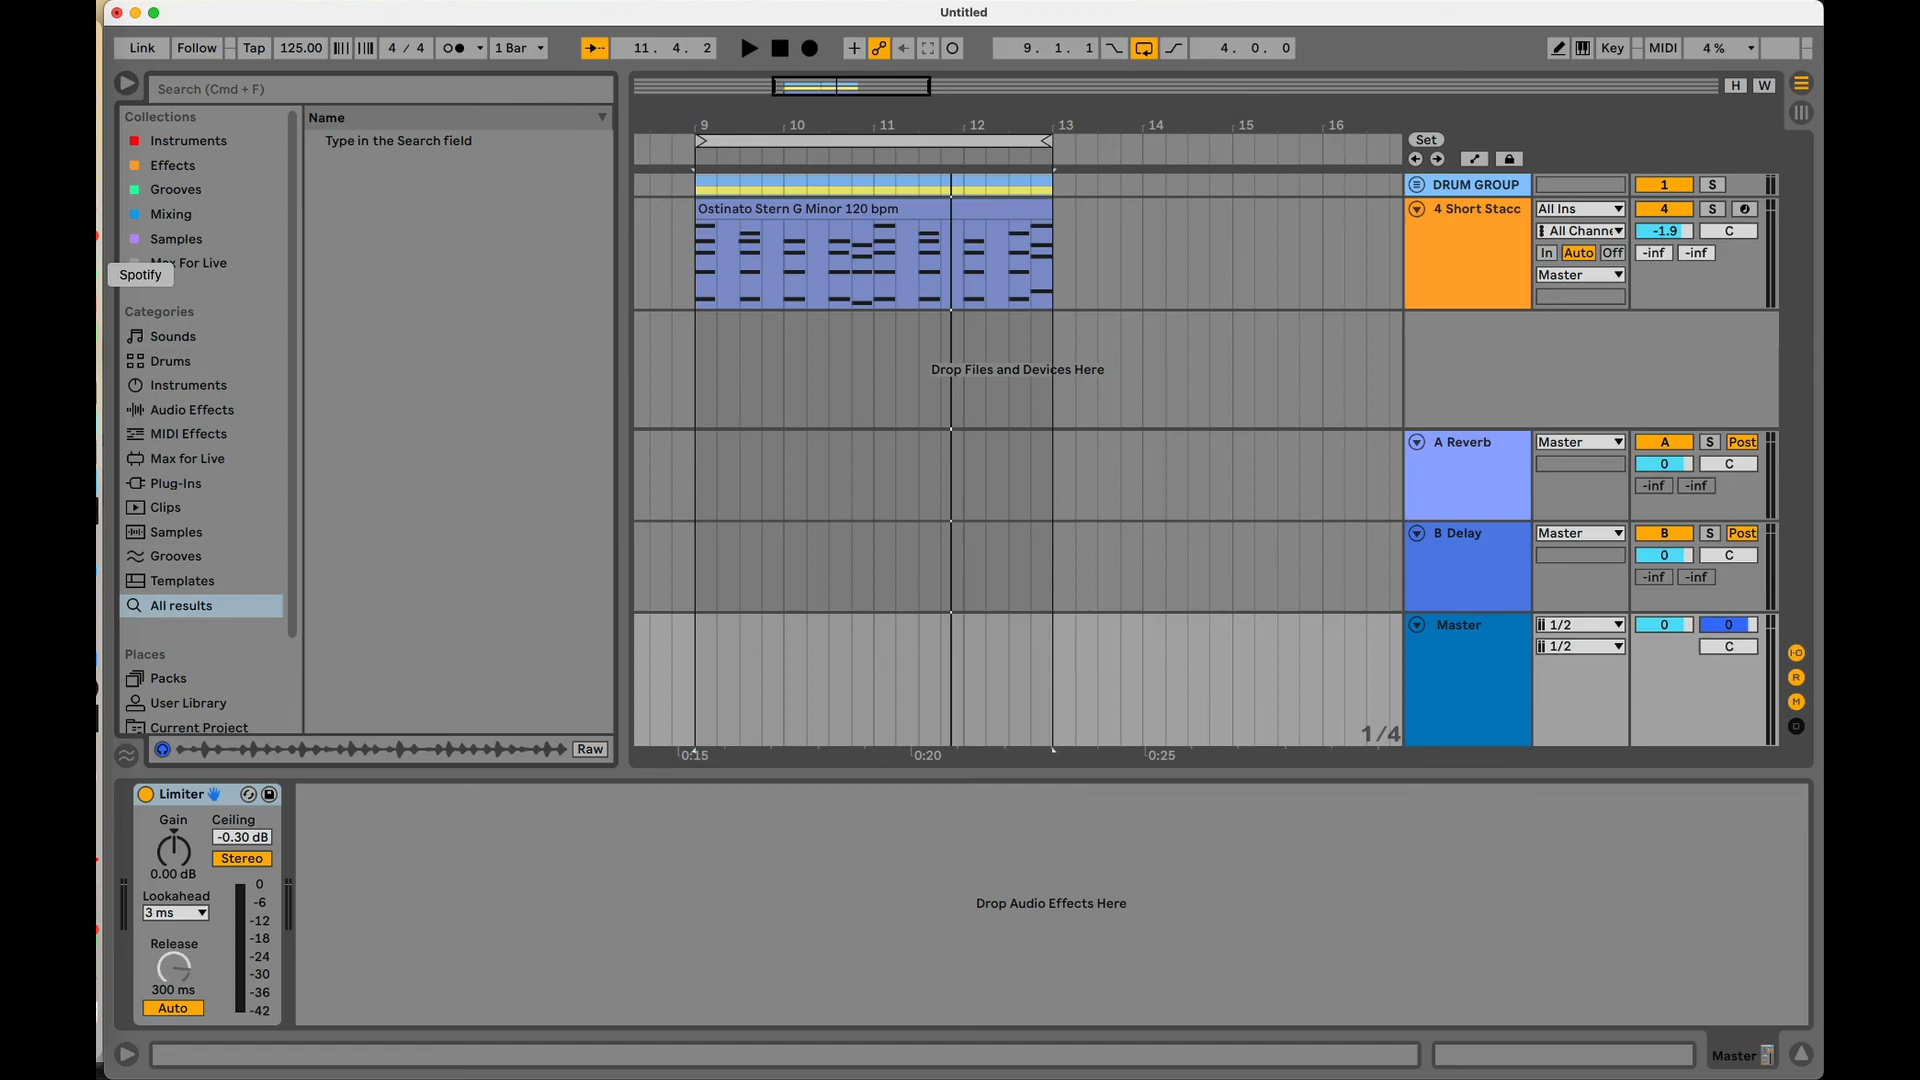 Untitled
Link Follow Tap 125.00 4 / 4 1 Bar 11. 4. 2 9. 1. 1 4. 0. 0 Key MIDI 4 %
Search (Cmd + F)
H W
Collections
Instruments
Effects
Grooves
Mixing
Samples
Max For Live
Spotify
Categories
Sounds
Drums
Instruments
Audio Effects
MIDI Effects
Max for Live
Plug-Ins
Clips
Samples
Grooves
Templates
All results
Places
Packs
User Library
Current Project
Name
Type in the Search field
Raw
9 10 11 12 13 14 15 16
Set
DRUM GROUP 1 S
Ostinato Stern G Minor 120 bpm
4 Short Stacc All Ins 4 S
All Channe -1.9 C
In Auto Off -inf -inf
Master
Drop Files and Devices Here
A Reverb Master A S Post
0 C
-inf -inf
B Delay Master B S Post
0 C
-inf -inf
Master 1/2 0 0
1/2 C
I·O
R
M
D
1/4
0:15 0:20 0:25
Limiter
Gain Ceiling
-0.30 dB
Stereo
0.00 dB
Lookahead
3 ms
Release
300 ms
Auto
0
-6
-12
-18
-24
-30
-36
-42
Drop Audio Effects Here
Master